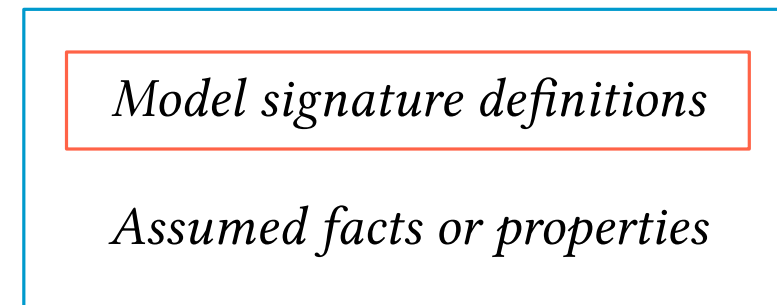 Model signature definitions
Assumed facts or properties